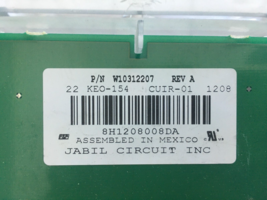 P/N W10312207 REV A
22 KEO-154 CUIR-01 1208
8H1208008DA
ASSEMBLED IN MEXICO
JABIL CIRCUIT INC